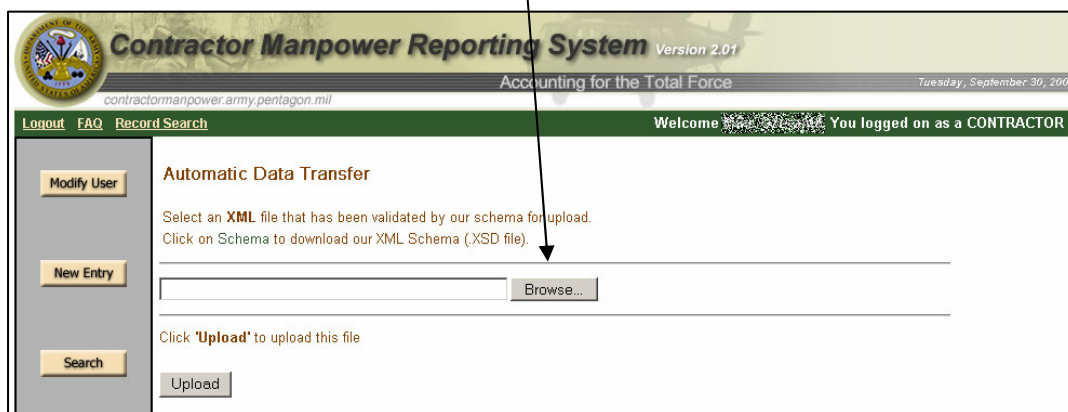 Contractor Manpower Reporting System Version 2.01
Accounting for the Total Force
Tuesday, September 30, 200
contractormanpower.army.pentagon.mil
Logout FAQ Record Search
Welcome You logged on as a CONTRACTOR
Modify User
Automatic Data Transfer
Select an XML file that has been validated by our schema for upload.
Click on Schema to download our XML Schema (.XSD file).
New Entry
Browse...
Click 'Upload' to upload this file
Search
Upload